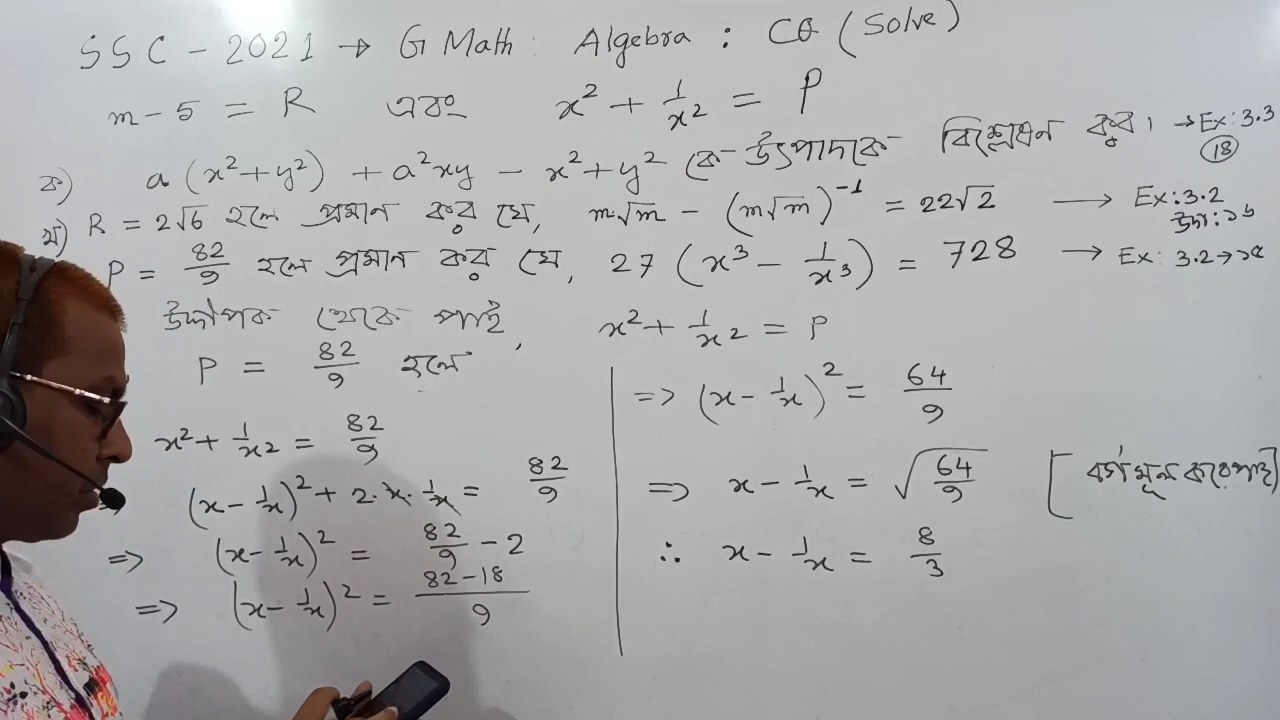 SSC - 2021 → G Math : Algebra : CQ (Solve)
m - 5 = R এবং x² + 1/x² = P
ক) a (x² + y²) + a²xy - x² + y² কে উৎপাদকে বিশ্লেষন কর। → Ex: 3.3
(18)
খ) R = 2√6 হলে প্রমান কর যে, m√m - (m√m)⁻¹ = 22√2 → Ex: 3.2
উদা: ১৬
P = 82/9 হলে প্রমান কর যে, 27 (x³ - 1/x³) = 728 → Ex: 3.2 → ১৫
উদ্দীপক থেকে পাই, x² + 1/x² = P
P = 82/9 হলে
x² + 1/x² = 82/9
(x - 1/x)² + 2·x·1/x = 82/9
=> (x - 1/x)² = 82/9 - 2
=> (x - 1/x)² = (82 - 18)/9
=> (x - 1/x)² = 64/9
=> x - 1/x = √(64/9) [বর্গমূল করে পাই]
∴ x - 1/x = 8/3